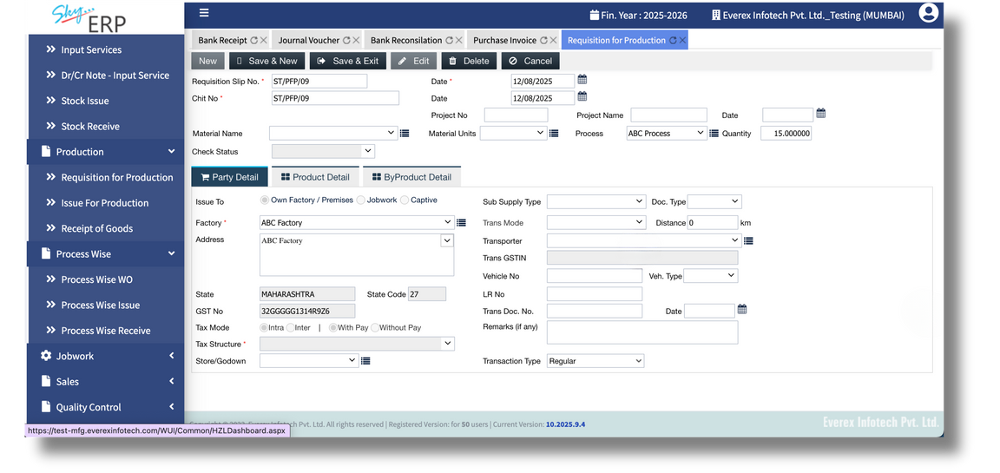 Sky...
ERP
Fin. Year : 2025-2026
Everex Infotech Pvt. Ltd._Testing (MUMBAI)
Input Services
Dr/Cr Note - Input Service
Stock Issue
Stock Receive
Production
Requisition for Production
Issue For Production
Receipt of Goods
Process Wise
Process Wise WO
Process Wise Issue
Process Wise Receive
Jobwork
Sales
Quality Control
https://test-mfg.everexinfotech.com/WUI/Common/HZLDashboard.aspx
Bank Receipt Journal Voucher Bank Reconsilation Purchase Invoice Requisition for Production
New Save & New Save & Exit Edit Delete Cancel
Requisition Slip No. * ST/PFP/09 Date * 12/08/2025
Chit No * ST/PFP/09 Date 12/08/2025
Project No Project Name Date
Material Name Material Units Process ABC Process Quantity 15.000000
Check Status
Party Detail Product Detail ByProduct Detail
Issue To Own Factory / Premises Jobwork Captive Sub Supply Type Doc. Type
Factory * ABC Factory Trans Mode Distance 0 km
Address ABC Factory Transporter
Trans GSTIN
Vehicle No Veh. Type
State MAHARASHTRA State Code 27 LR No
GST No 32GGGGG1314R9Z6 Trans Doc. No. Date
Tax Mode Intra Inter | With Pay Without Pay Remarks (if any)
Tax Structure *
Store/Godown Transaction Type Regular
Pvt. Ltd. All rights reserved | Registered Version: for 50 users | Current Version: 10.2025.9.4
Everex Infotech Pvt. Ltd.